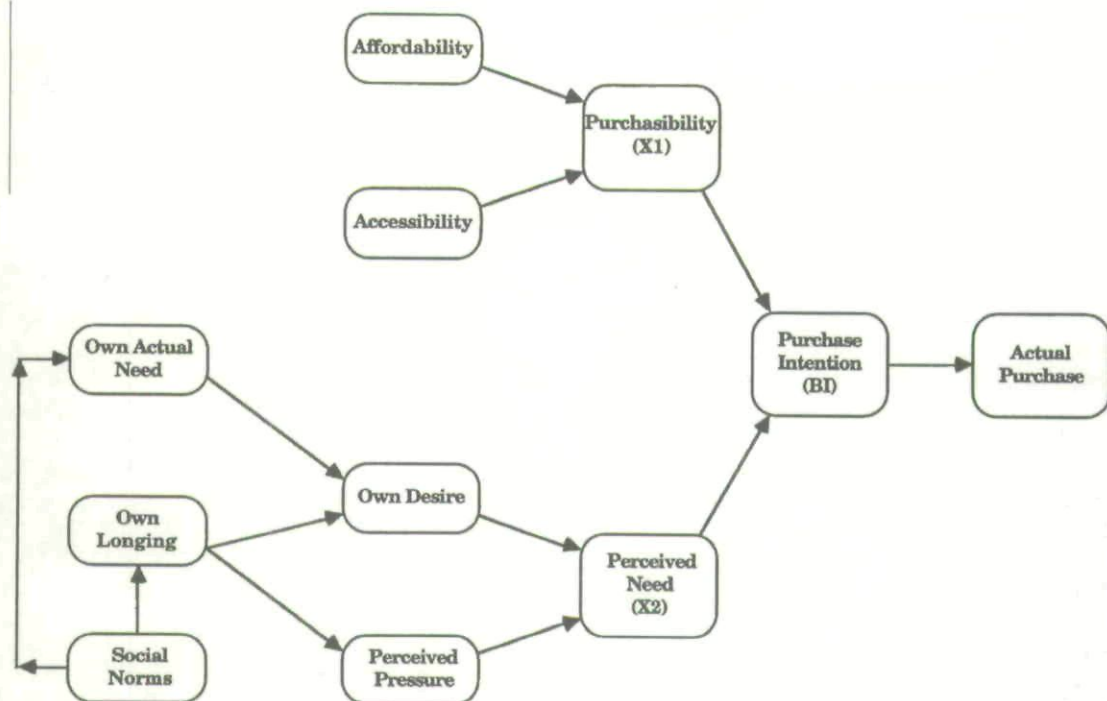 Affordability
Purchasibility
(X1)
Accessibility
Own Actual
Need
Purchase
Intention
(BI)
Actual
Purchase
Own
Longing
Own Desire
Perceived
Need
(X2)
Social
Norms
Perceived
Pressure